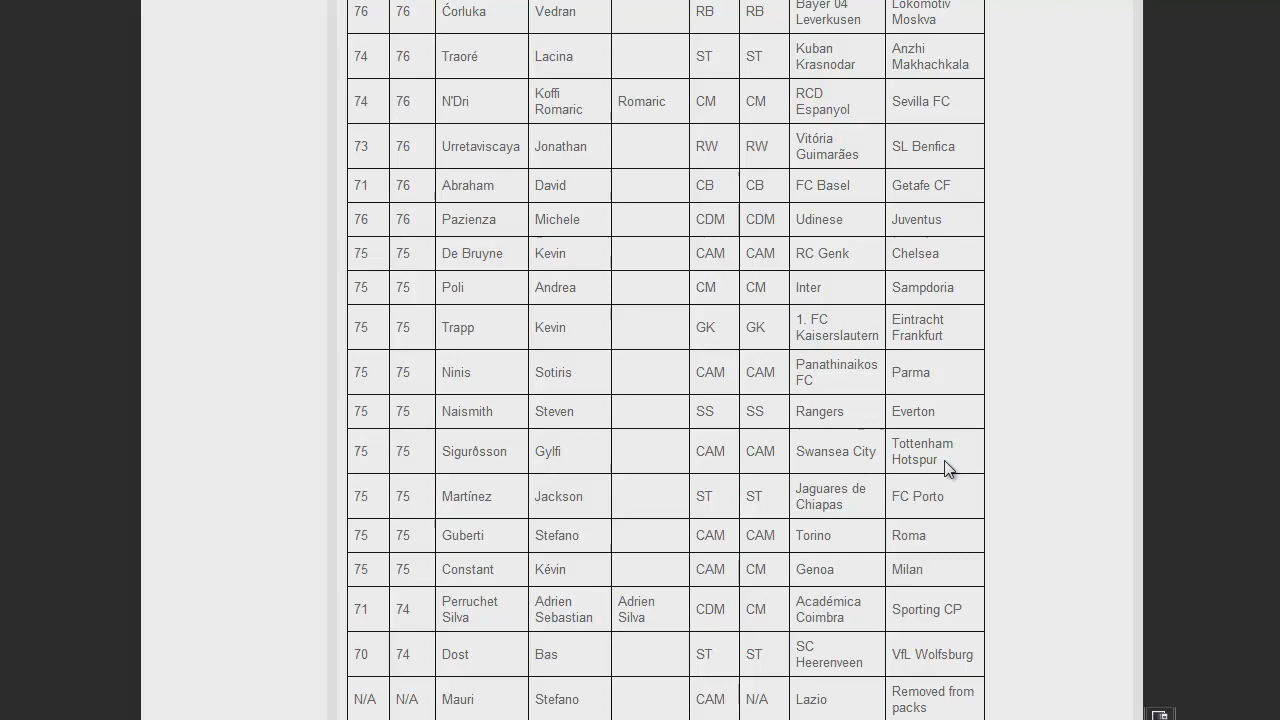 76 76 Ćorluka Vedran RB RB Bayer 04 Leverkusen Lokomotiv Moskva
74 76 Traoré Lacina ST ST Kuban Krasnodar Anzhi Makhachkala
74 76 N'Dri Koffi Romaric Romaric CM CM RCD Espanyol Sevilla FC
73 76 Urretaviscaya Jonathan RW RW Vitória Guimarães SL Benfica
71 76 Abraham David CB CB FC Basel Getafe CF
76 76 Pazienza Michele CDM CDM Udinese Juventus
75 75 De Bruyne Kevin CAM CAM RC Genk Chelsea
75 75 Poli Andrea CM CM Inter Sampdoria
75 75 Trapp Kevin GK GK 1. FC Kaiserslautern Eintracht Frankfurt
75 75 Ninis Sotiris CAM CAM Panathinaikos FC Parma
75 75 Naismith Steven SS SS Rangers Everton
75 75 Sigurðsson Gylfi CAM CAM Swansea City Tottenham Hotspur
75 75 Martínez Jackson ST ST Jaguares de Chiapas FC Porto
75 75 Guberti Stefano CAM CAM Torino Roma
75 75 Constant Kévin CAM CM Genoa Milan
71 74 Perruchet Silva Adrien Sebastian Adrien Silva CDM CM Académica Coimbra Sporting CP
70 74 Dost Bas ST ST SC Heerenveen VfL Wolfsburg
N/A N/A Mauri Stefano CAM N/A Lazio Removed from packs